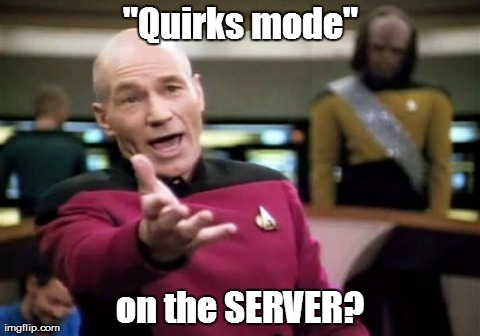 "Quirks mode"
on the SERVER?
imgflip.com